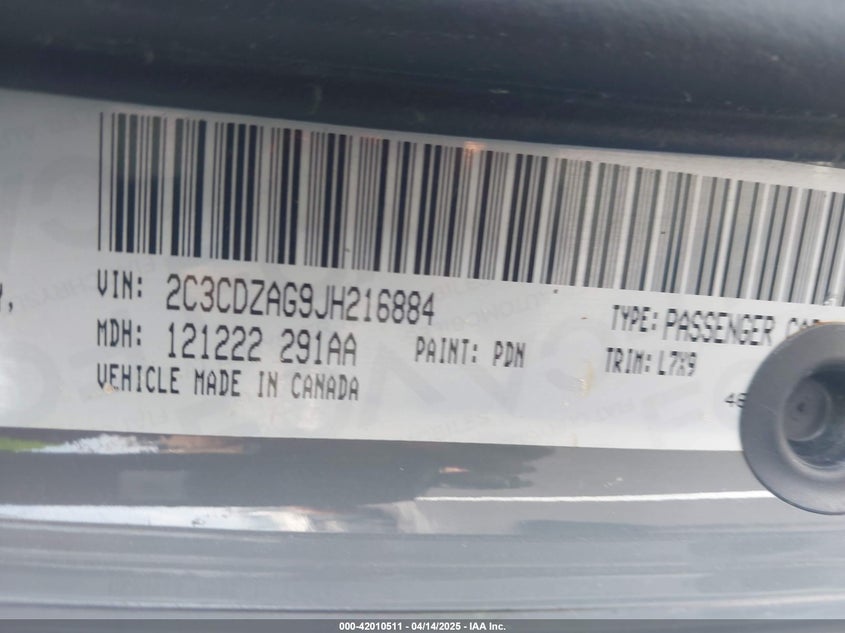 VIN: 2C3CDZAG9JH216884
TYPE: PASSENGER
MDH: 121222 291AA PAINT: PDN TRIM: L7X9
VEHICLE MADE IN CANADA
000-42010511 - 04/14/2025 - IAA Inc.